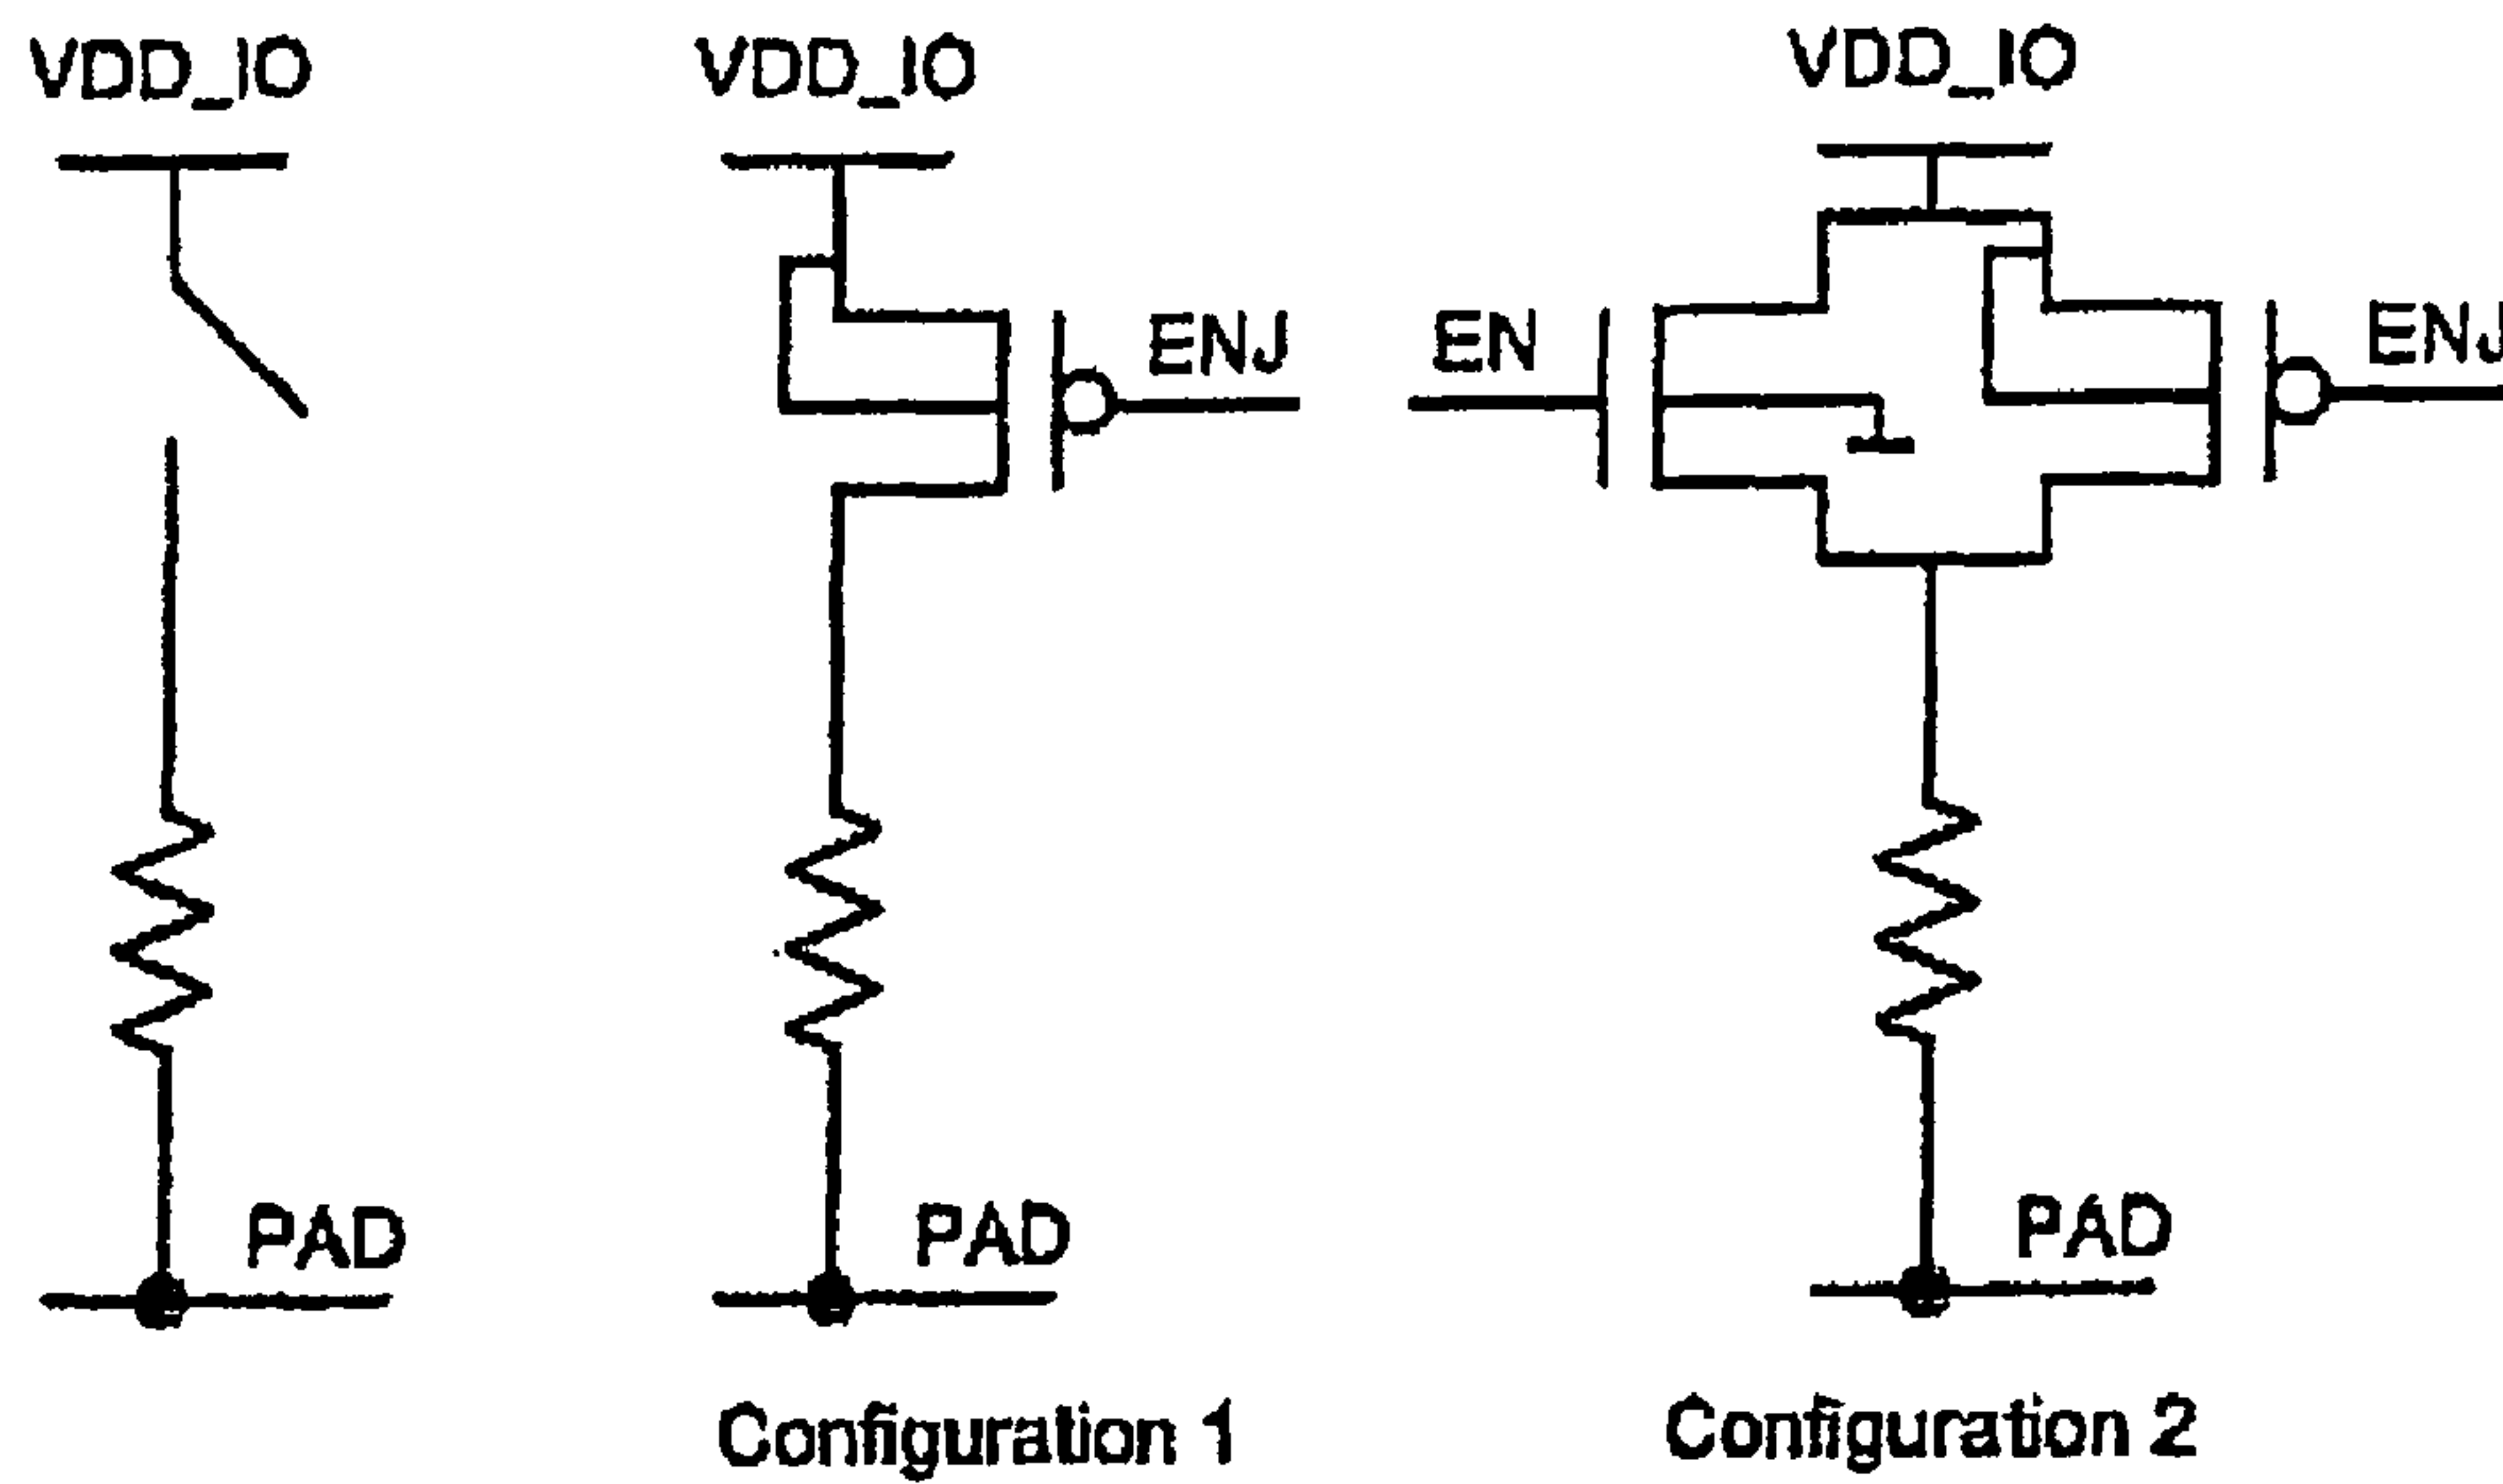 VDD_IO VDD_IO VDD_IO
ENJ EN ENJ
PAD PAD PAD
Configuration 1 Configuration 2